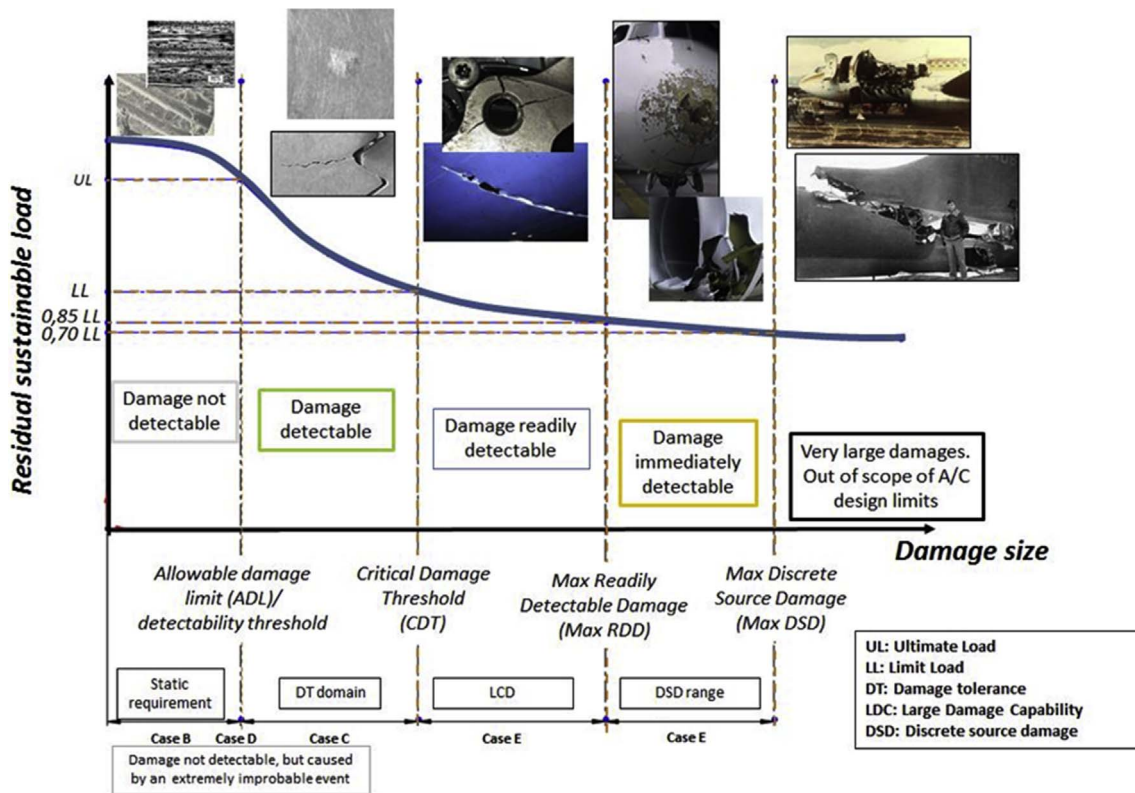 Residual sustainable load
UL
LL
0,85 LL
0,70 LL
Damage not
detectable
Damage
detectable
Damage readily
detectable
Damage
immediately
detectable
Very large damages.
Out of scope of A/C
design limits
Damage size
Allowable damage
limit (ADL)/
detectability threshold
Critical Damage
Threshold
(CDT)
Max Readily
Detectable Damage
(Max RDD)
Max Discrete
Source Damage
(Max DSD)
Static
requirement
DT domain
LCD
DSD range
Case B
Case D
Case C
Case E
Case E
Damage not detectable, but caused
by an extremely improbable event
UL: Ultimate Load
LL: Limit Load
DT: Damage tolerance
LDC: Large Damage Capability
DSD: Discrete source damage